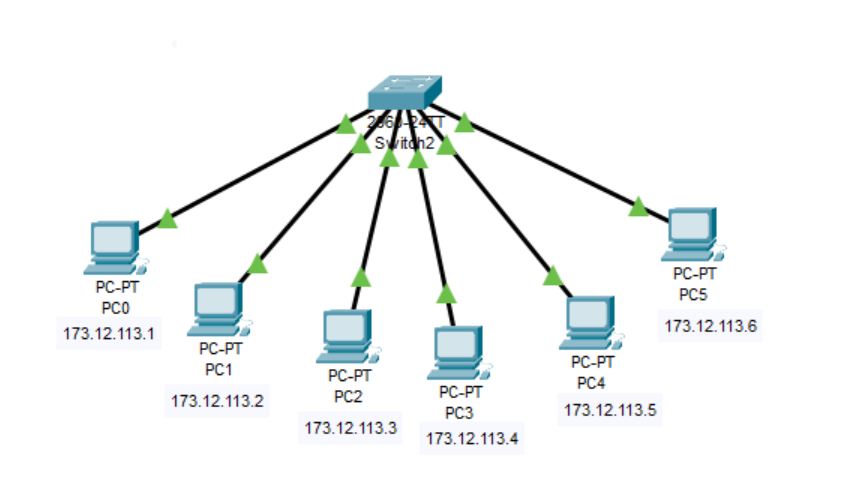 2960-24TT
Switch2
PC-PT
PC0
173.12.113.1
PC-PT
PC1
173.12.113.2
PC-PT
PC2
173.12.113.3
PC-PT
PC3
173.12.113.4
PC-PT
PC4
173.12.113.5
PC-PT
PC5
173.12.113.6